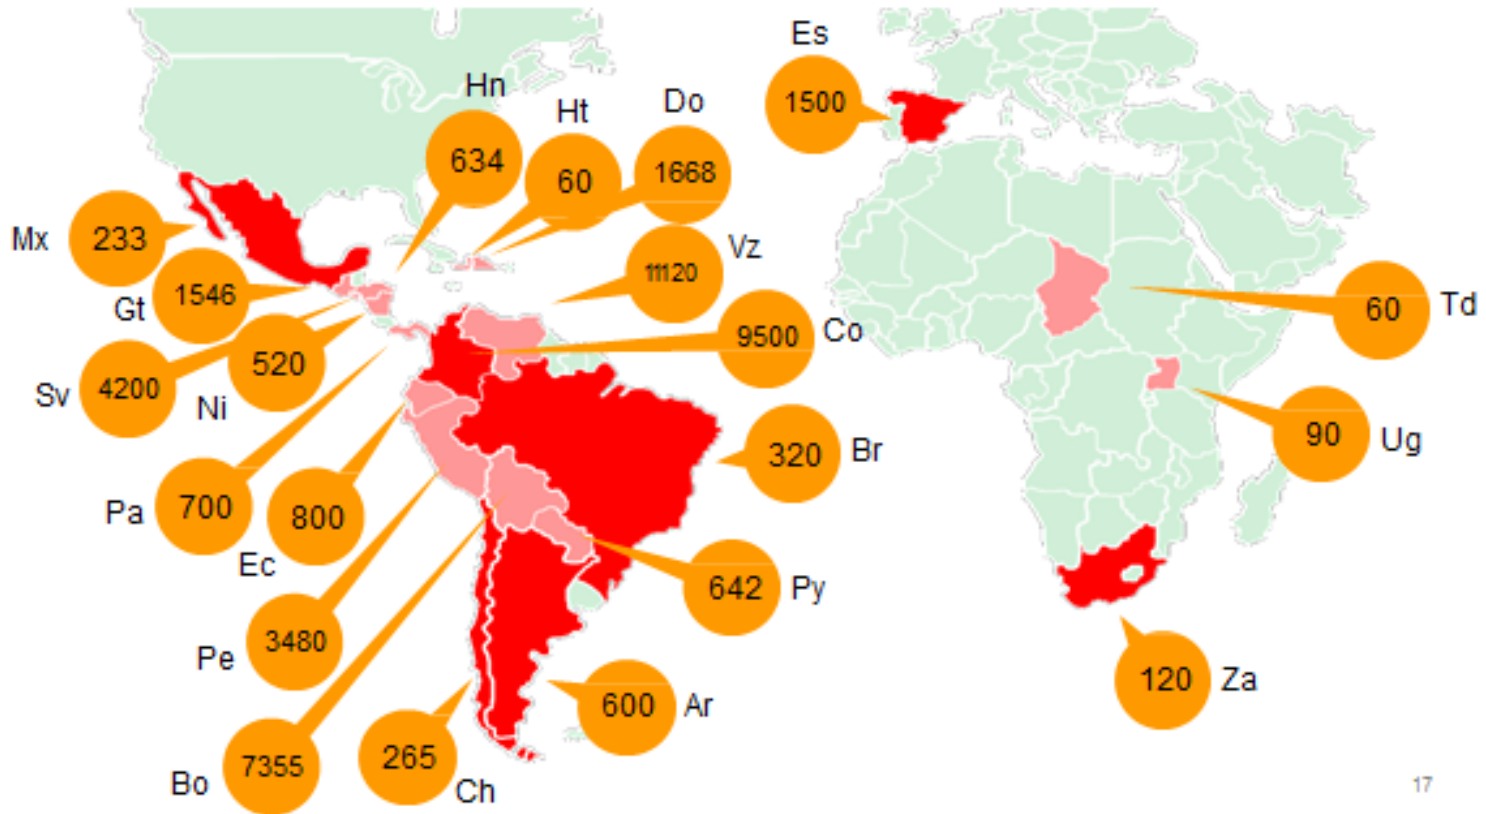 Es
1500
Hn
634
Ht
60
Do
1668
Mx
233
Gt
1546
Vz
11120
Co
9500
Td
60
Sv
4200
Ni
520
Br
320
Ug
90
Pa
700
Ec
800
Py
642
Pe
3480
Za
120
Ar
600
Bo
7355
Ch
265
17